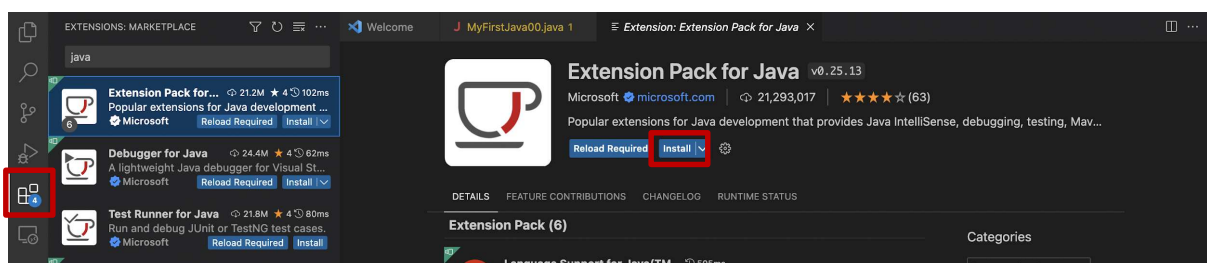 EXTENSIONS: MARKETPLACE
java
6
Extension Pack for... 21.2M ★ 4 102ms
Popular extensions for Java development ...
Microsoft Reload Required Install
Debugger for Java 24.4M ★ 4 62ms
A lightweight Java debugger for Visual St...
Microsoft Reload Required Install
Test Runner for Java 21.8M ★ 4 80ms
Run and debug JUnit or TestNG test cases.
Microsoft Reload Required Install
4
Welcome
J MyFirstJava00.java 1
Extension: Extension Pack for Java ×
Extension Pack for Java v0.25.13
Microsoft microsoft.com 21,293,017 ★★★★☆ (63)
Popular extensions for Java development that provides Java IntelliSense, debugging, testing, Mav...
Reload Required Install
DETAILS FEATURE CONTRIBUTIONS CHANGELOG RUNTIME STATUS
Extension Pack (6)
Categories
Language Support for Java(TM...